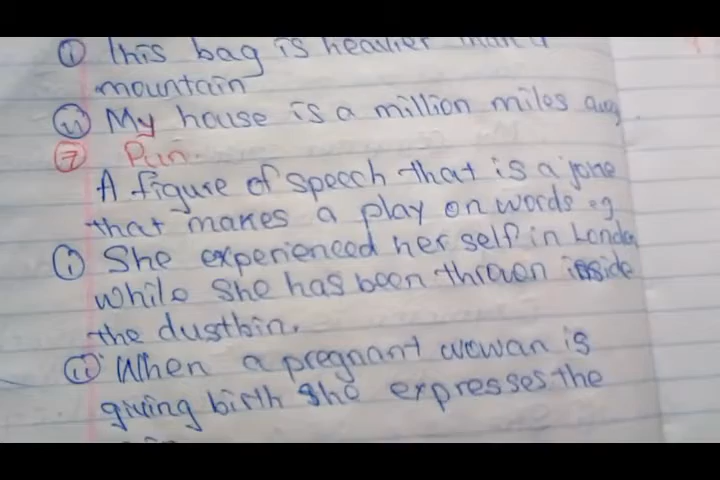 (i) This bag is heavier than a
mountain
(ii) My house is a million miles away
(7) Pun.
A figure of speech that is a joke
that makes a play on words eg
(i) She experienced her self in London
while she has been thrown inside
the dustbin.
(ii) When a pregnant wowan is
giving birth she expresses the